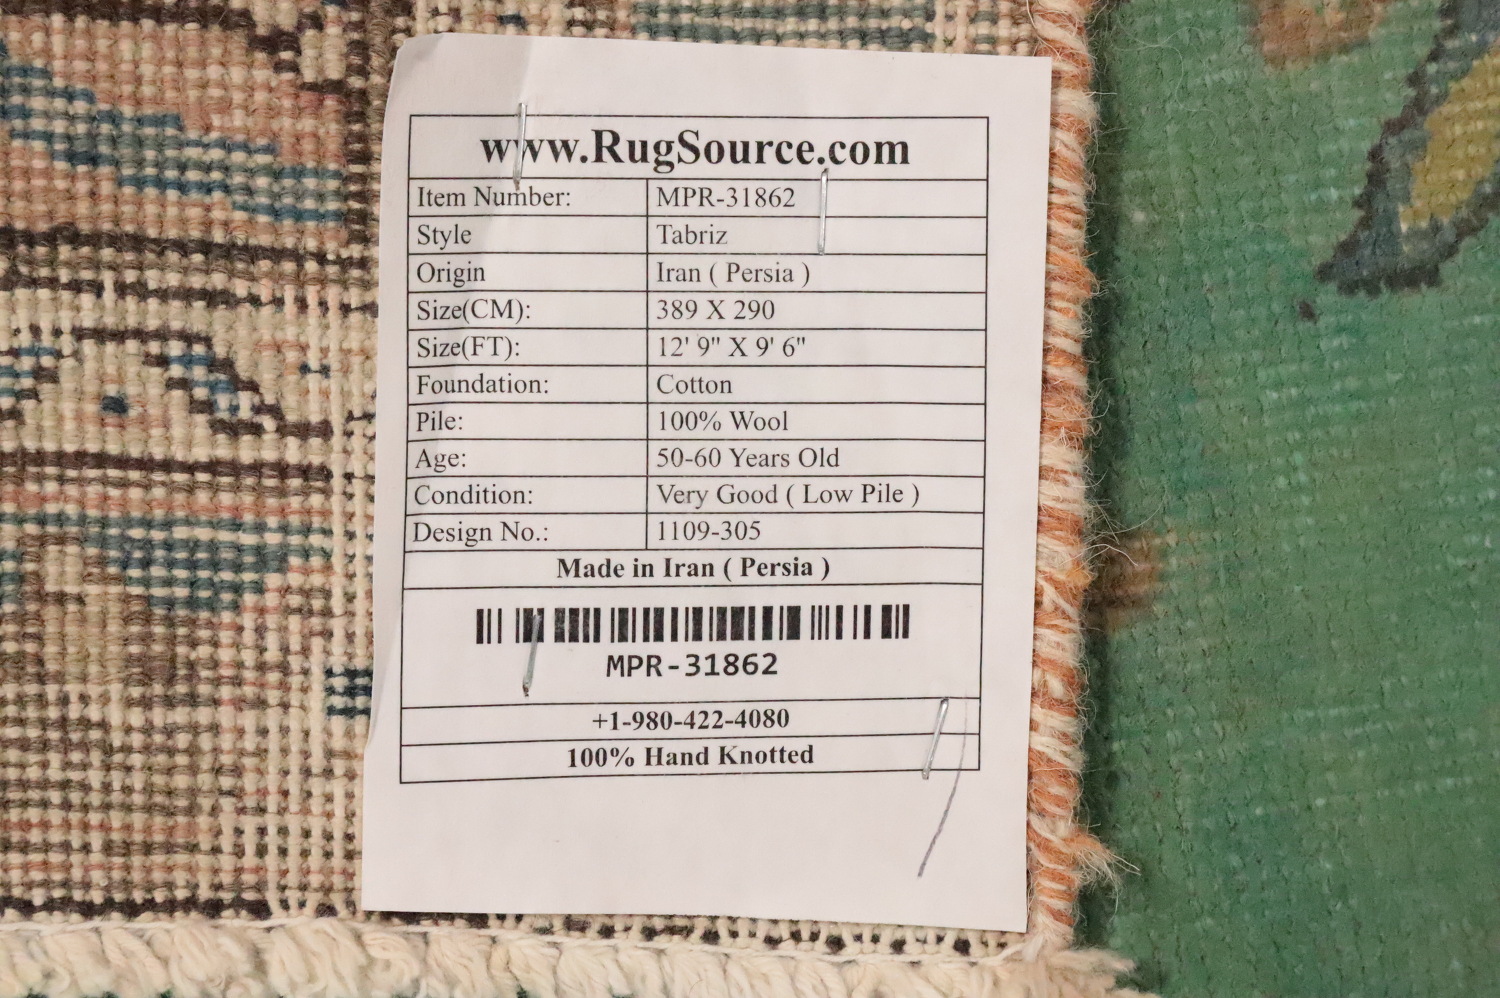 www.RugSource.com
Item Number: MPR-31862
Style Tabriz
Origin Iran ( Persia )
Size(CM): 389 X 290
Size(FT): 12' 9" X 9' 6"
Foundation: Cotton
Pile: 100% Wool
Age: 50-60 Years Old
Condition: Very Good ( Low Pile )
Design No.: 1109-305
Made in Iran ( Persia )
MPR-31862
+1-980-422-4080
100% Hand Knotted